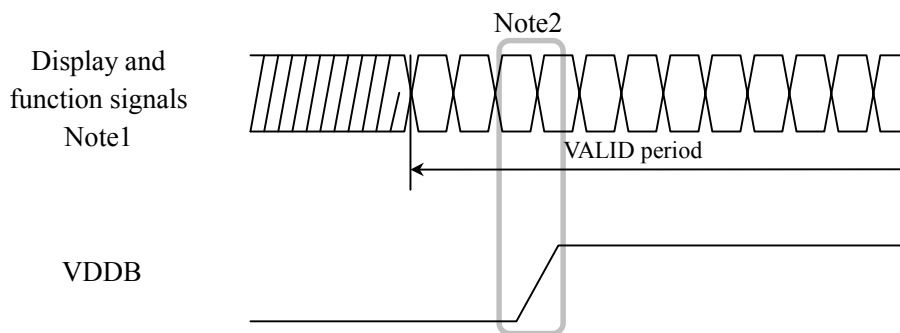 Note2
Display and
function signals
Note1
VALID period
VDDB